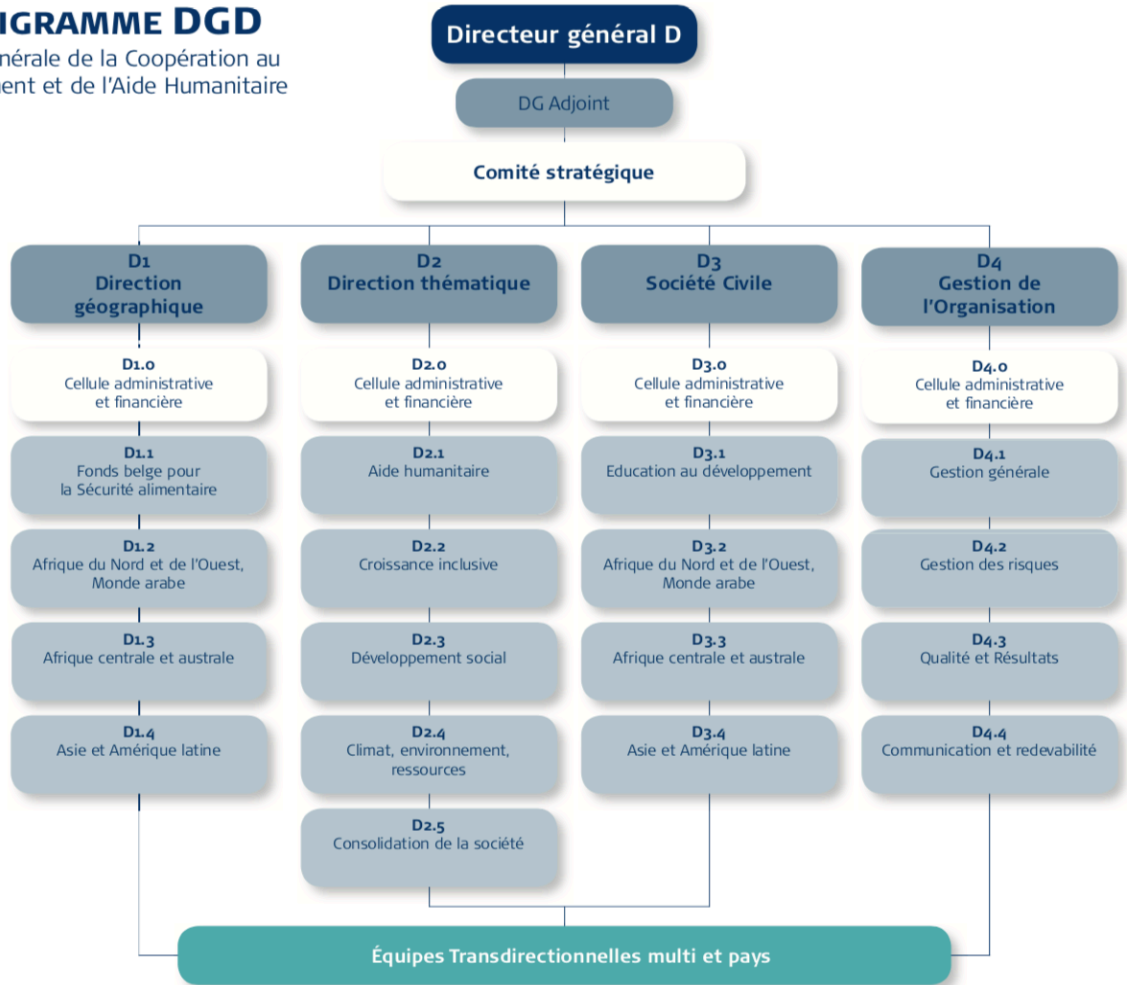 IGRAMME DGD
nérale de la Coopération au
ent et de l'Aide Humanitaire
Directeur général D
DG Adjoint
Comité stratégique
D1
Direction
géographique
D1.0
Cellule administrative
et financière
D1.1
Fonds belge pour
la Sécurité alimentaire
D1.2
Afrique du Nord et de l'Ouest,
Monde arabe
D1.3
Afrique centrale et australe
D1.4
Asie et Amérique latine
D2
Direction thématique
D2.0
Cellule administrative
et financière
D2.1
Aide humanitaire
D2.2
Croissance inclusive
D2.3
Développement social
D2.4
Climat, environnement,
ressources
D2.5
Consolidation de la société
D3
Société Civile
D3.0
Cellule administrative
et financière
D3.1
Education au développement
D3.2
Afrique du Nord et de l'Ouest,
Monde arabe
D3.3
Afrique centrale et australe
D3.4
Asie et Amérique latine
D4
Gestion de
l'Organisation
D4.0
Cellule administrative
et financière
D4.1
Gestion générale
D4.2
Gestion des risques
D4.3
Qualité et Résultats
D4.4
Communication et redevabilité
Équipes Transdirectionnelles multi et pays